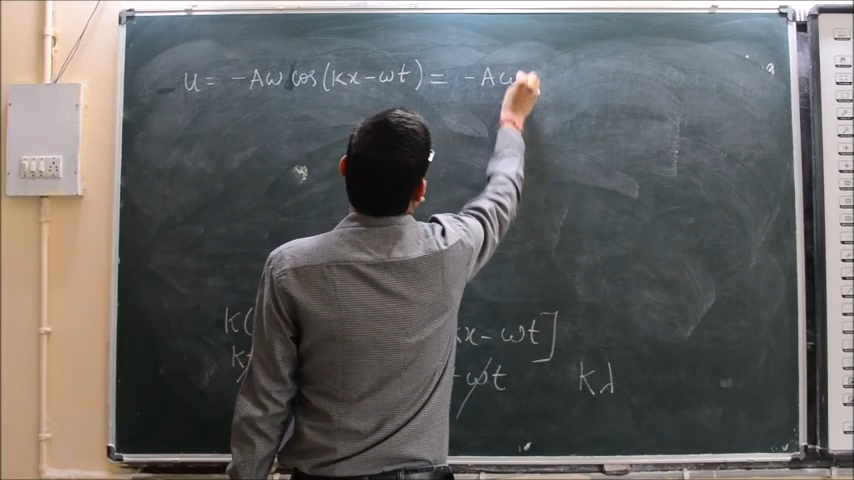 u = -Aω cos(kx-ωt) = -Aω
K( kx - ωt]
K ωt Kλ